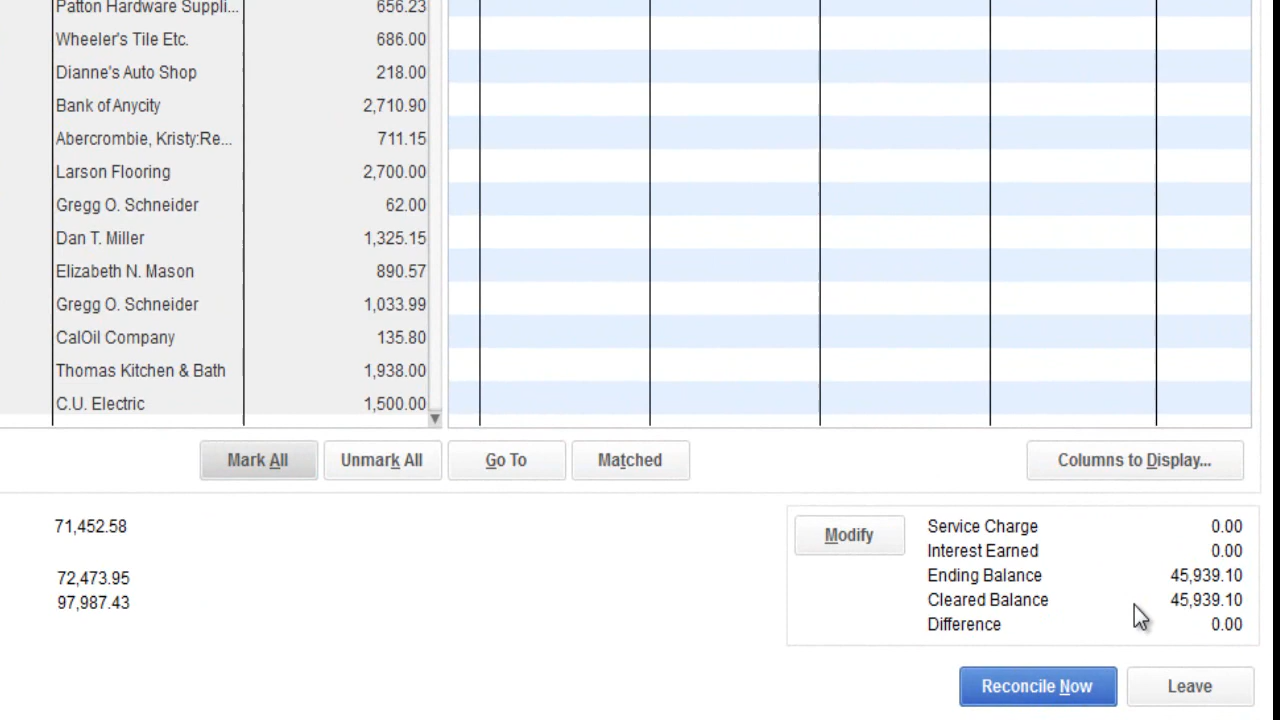 Patton Hardware Suppli... 656.23
Wheeler's Tile Etc. 686.00
Dianne's Auto Shop 218.00
Bank of Anycity 2,710.90
Abercrombie, Kristy:Re... 711.15
Larson Flooring 2,700.00
Gregg O. Schneider 62.00
Dan T. Miller 1,325.15
Elizabeth N. Mason 890.57
Gregg O. Schneider 1,033.99
CalOil Company 135.80
Thomas Kitchen & Bath 1,938.00
C.U. Electric 1,500.00
Mark All Unmark All Go To Matched Columns to Display...
71,452.58
72,473.95
97,987.43
Modify
Service Charge 0.00
Interest Earned 0.00
Ending Balance 45,939.10
Cleared Balance 45,939.10
Difference 0.00
Reconcile Now Leave